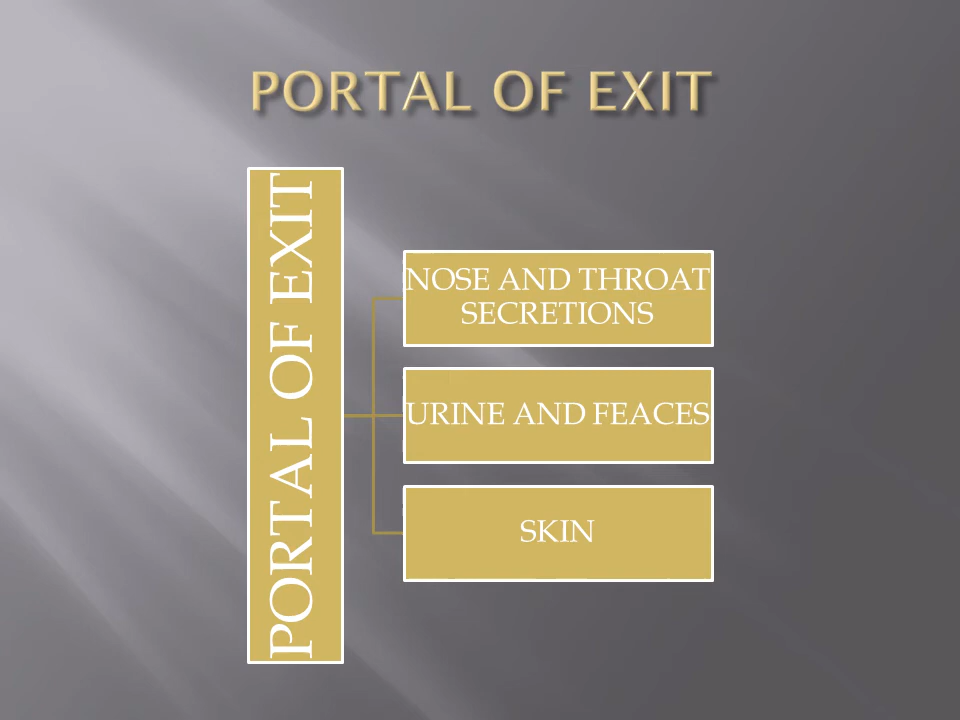 PORTAL OF EXIT
PORTAL OF EXIT
NOSE AND THROAT
SECRETIONS
URINE AND FEACES
SKIN